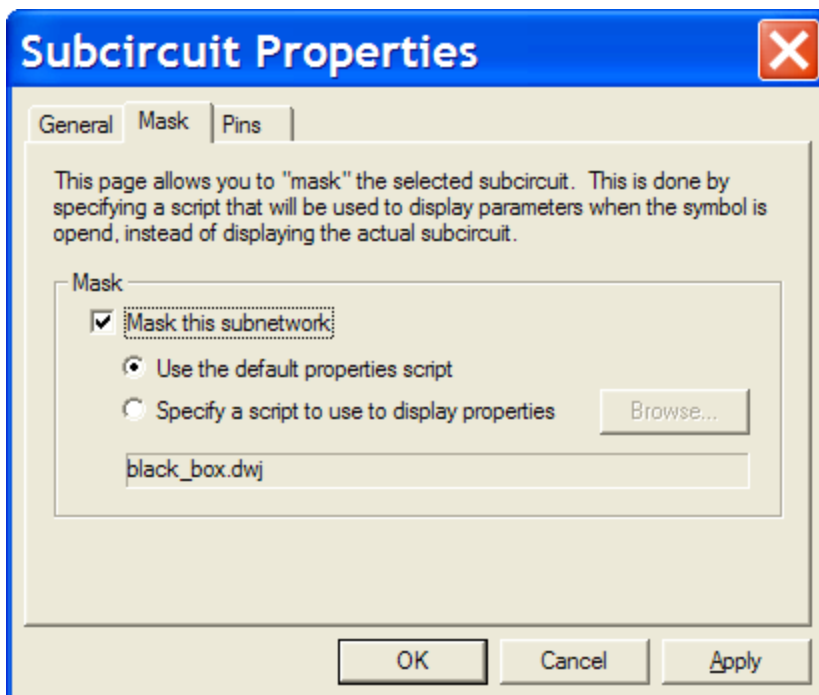 Subcircuit Properties
General Mask Pins
This page allows you to "mask" the selected subcircuit. This is done by
specifying a script that will be used to display parameters when the symbol is
opend, instead of displaying the actual subcircuit.
Mask
Mask this subnetwork
Use the default properties script
Specify a script to use to display properties Browse...
black_box.dwj
OK Cancel Apply